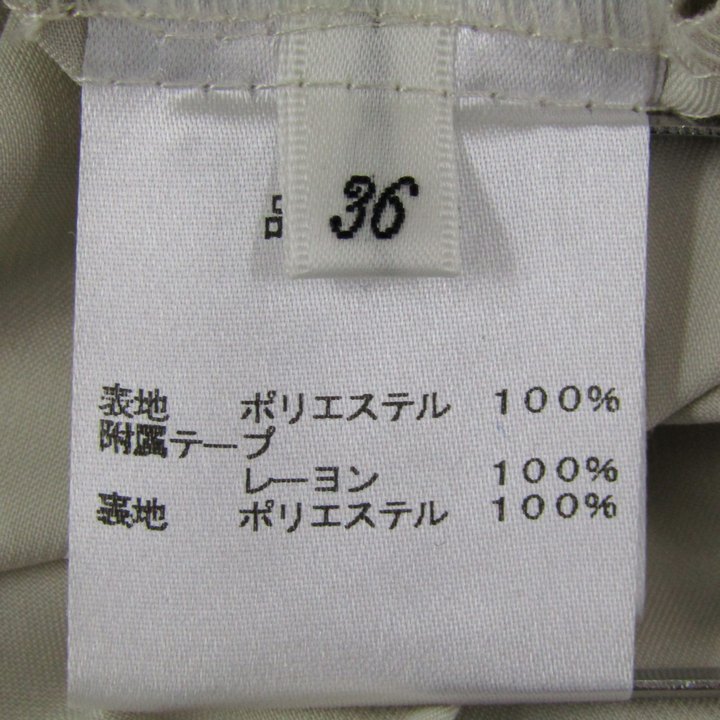 36
品
表地 ポリエステル 100%
附属テープ
レーヨン 100%
裏地 ポリエステル 100%